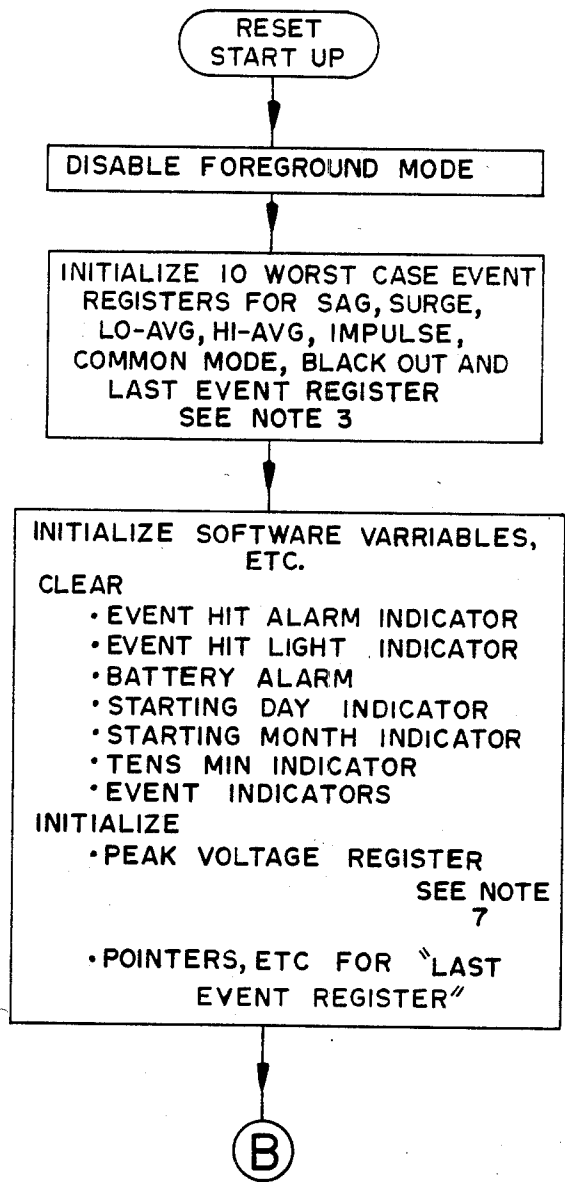 RESET
START UP
DISABLE FOREGROUND MODE
INITIALIZE 10 WORST CASE EVENT
REGISTERS FOR SAG, SURGE,
LO-AVG, HI-AVG, IMPULSE,
COMMON MODE, BLACK OUT AND
LAST EVENT REGISTER
SEE NOTE 3
INITIALIZE SOFTWARE VARRIABLES,
ETC.
CLEAR
• EVENT HIT ALARM INDICATOR
• EVENT HIT LIGHT INDICATOR
• BATTERY ALARM
• STARTING DAY INDICATOR
• STARTING MONTH INDICATOR
• TENS MIN INDICATOR
• EVENT INDICATORS
INITIALIZE
• PEAK VOLTAGE REGISTER
SEE NOTE
7
• POINTERS, ETC FOR "LAST
EVENT REGISTER"
B